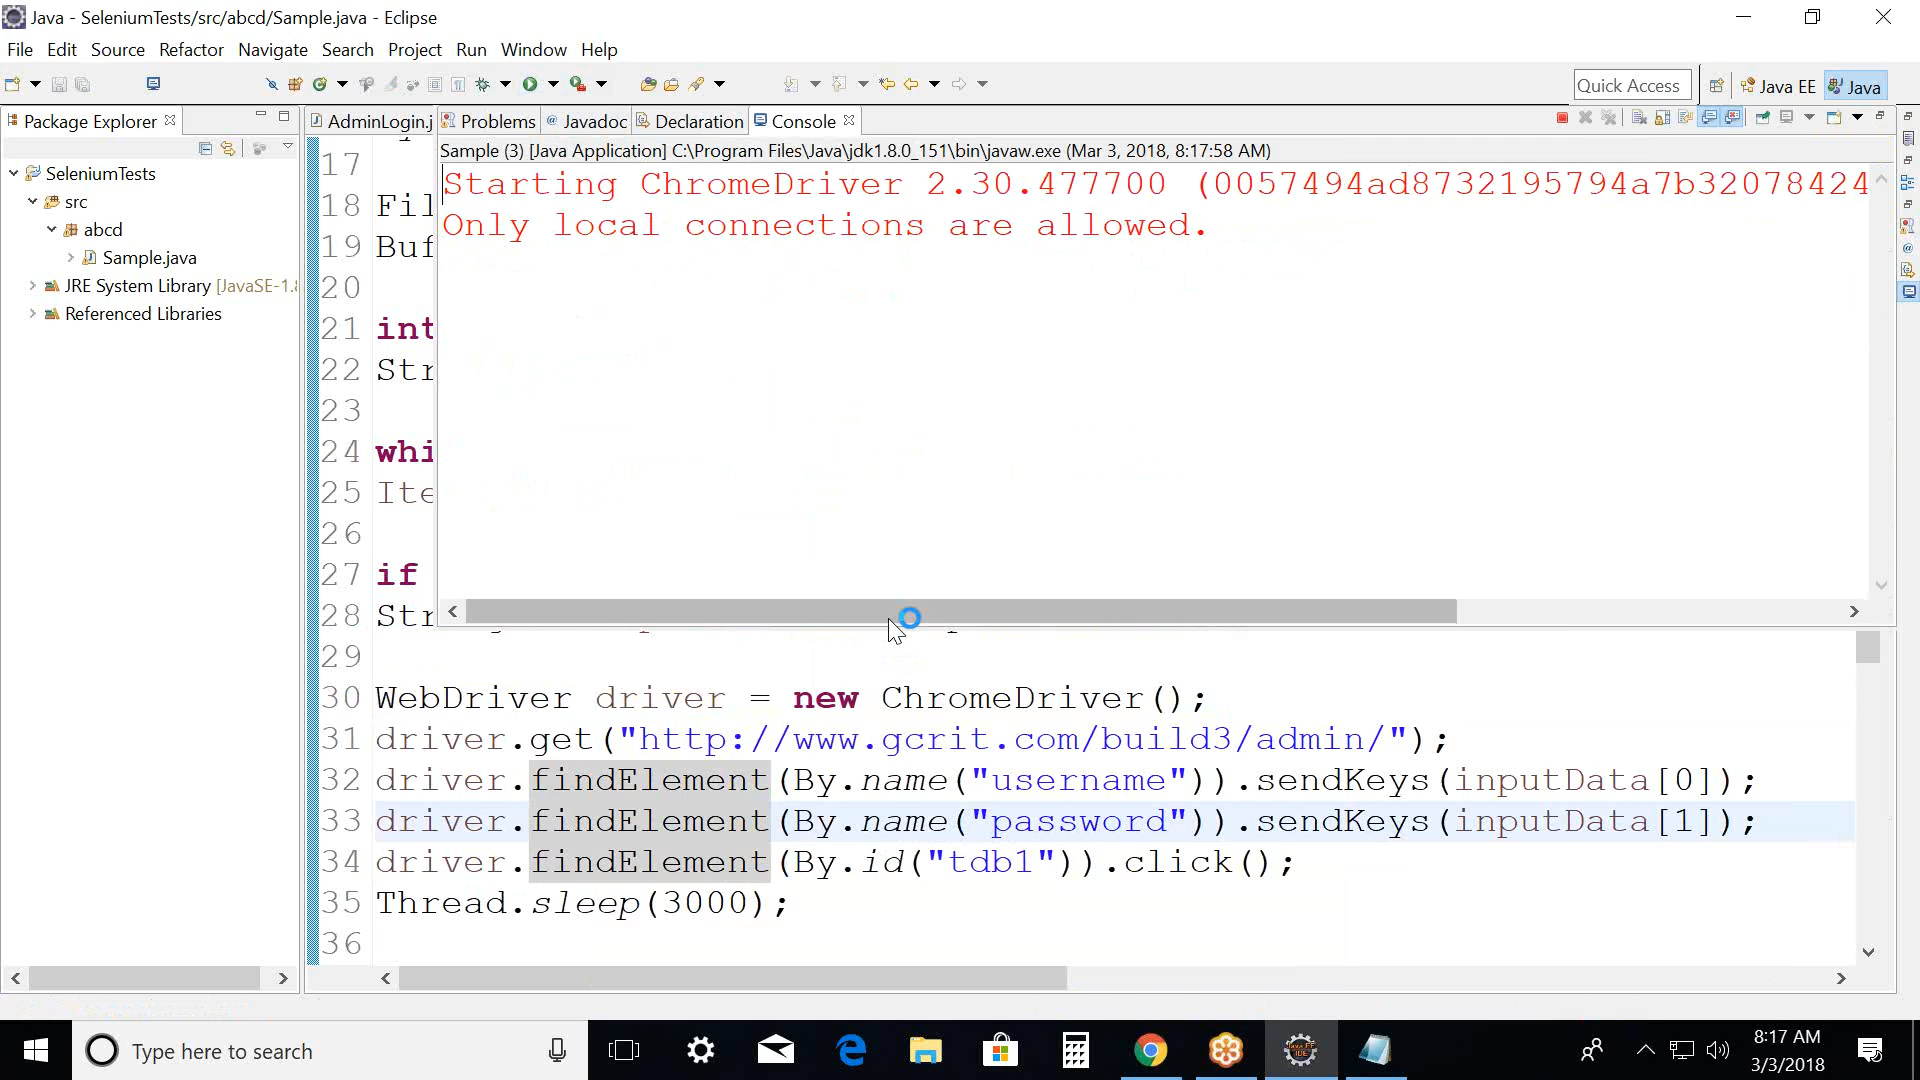 Java - SeleniumTests/src/abcd/Sample.java - Eclipse
File Edit Source Refactor Navigate Search Project Run Window Help
Quick Access
Java EE
Java
Package Explorer
AdminLogin.j
Problems
Javadoc
Declaration
Console
Sample (3) [Java Application] C:\Program Files\Java\jdk1.8.0_151\bin\javaw.exe (Mar 3, 2018, 8:17:58 AM)
SeleniumTests
src
abcd
Sample.java
JRE System Library [JavaSE-1.8
Referenced Libraries
Starting ChromeDriver 2.30.477700 (0057494ad8732195794a7b32078424
Only local connections are allowed.
17
18 Fil
19 Buf
20
21 int
22 Str
23
24 whi
25 Ite
26
27 if
28 Str
29
30 WebDriver driver = new ChromeDriver();
31 driver.get("http://www.gcrit.com/build3/admin/");
32 driver.findElement(By.name("username")).sendKeys(inputData[0]);
33 driver.findElement(By.name("password")).sendKeys(inputData[1]);
34 driver.findElement(By.id("tdb1")).click();
35 Thread.sleep(3000);
36
Type here to search
8:17 AM
3/3/2018